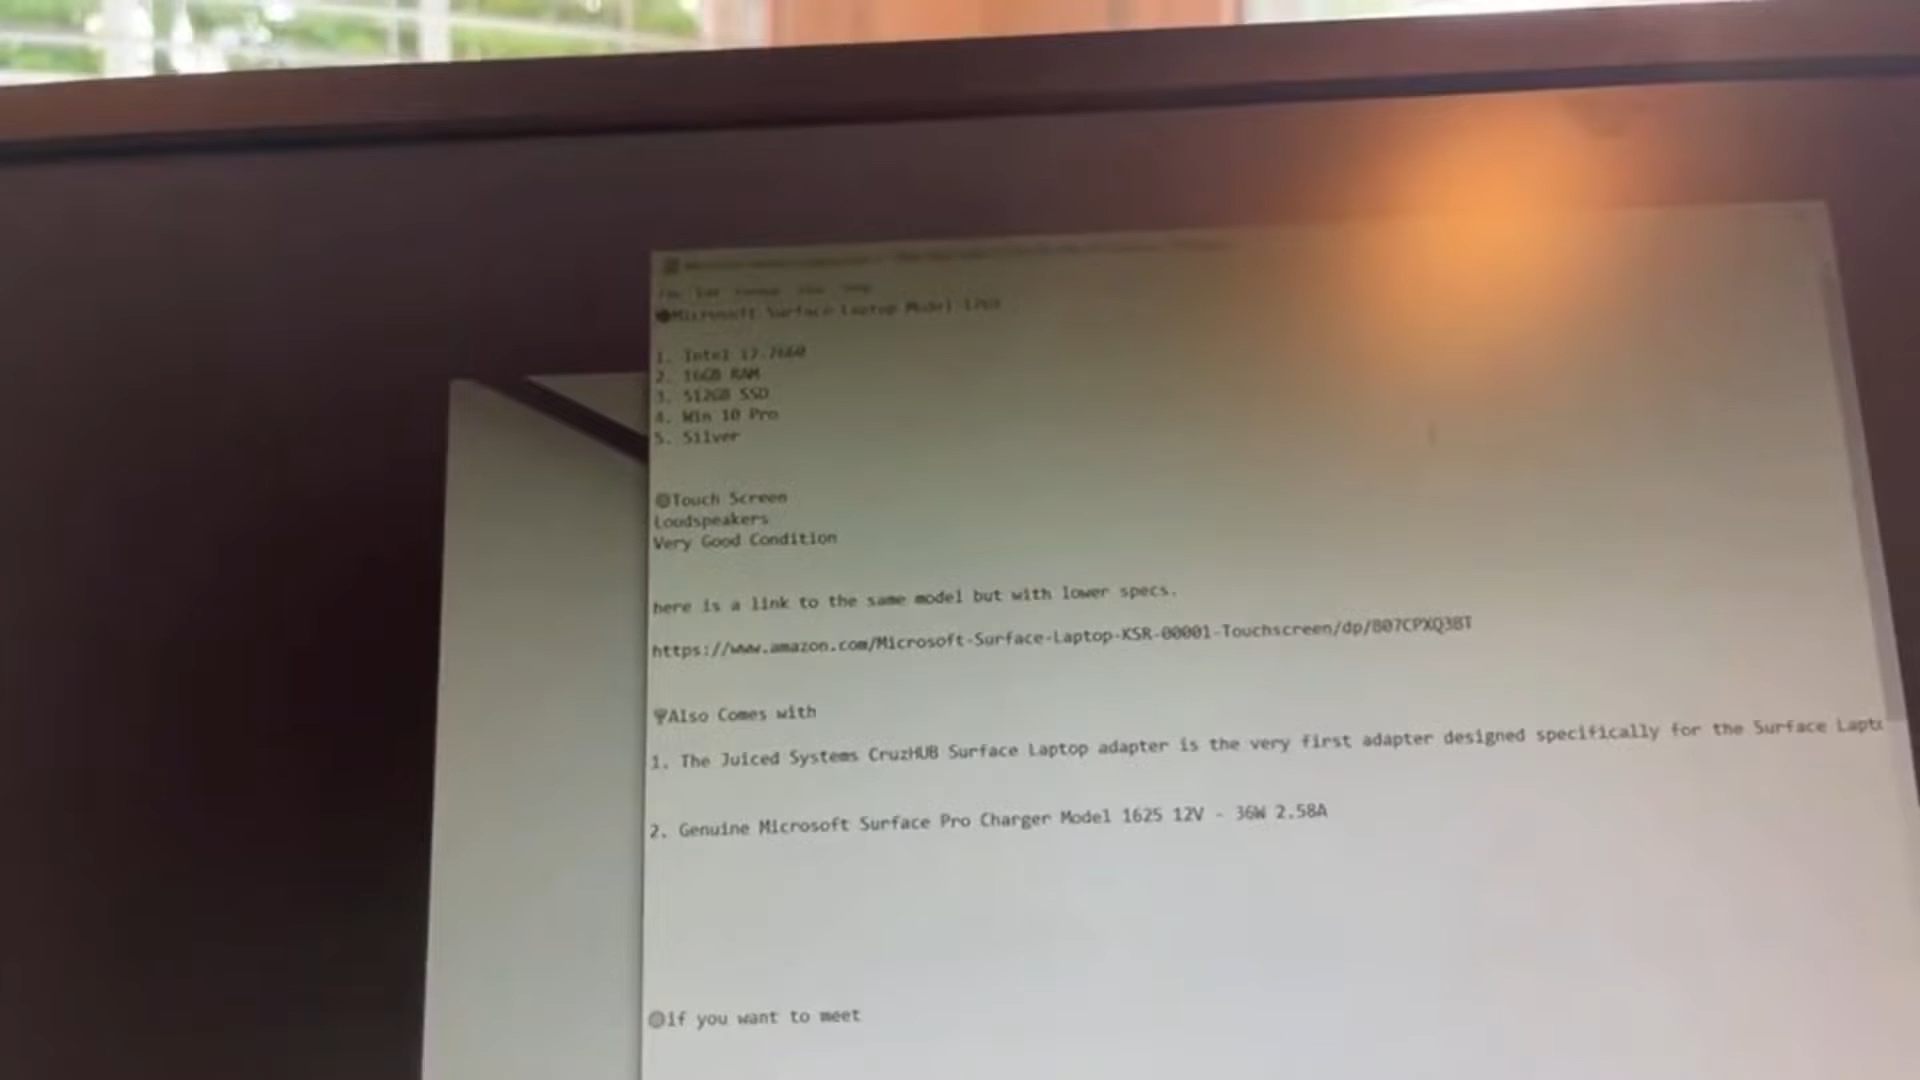 Microsoft Surface Laptop Model 1769
1. Intel i7.7660
2. 16GB RAM
3. 512GB SSD
4. Win 10 Pro
5. Silver
Touch Screen
Loudspeakers
Very Good Condition
here is a link to the same model but with lower specs.
https://www.amazon.com/Microsoft-Surface-Laptop-KSR-00001-Touchscreen/dp/B07CPXQ3BT
Also Comes with
1. The Juiced Systems CruzHUB Surface Laptop adapter is the very first adapter designed specifically for the Surface Lapto
2. Genuine Microsoft Surface Pro Charger Model 1625 12V - 36W 2.58A
if you want to meet